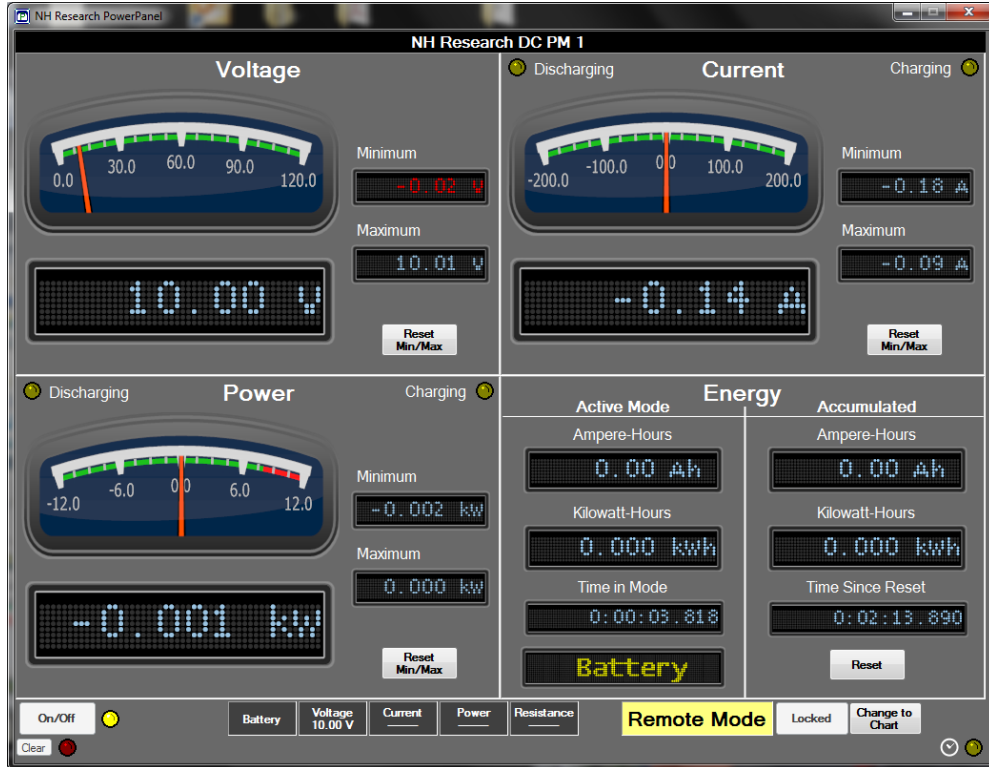 NH Research PowerPanel
NH Research DC PM 1
Voltage
0.0 30.0 60.0 90.0 120.0
Minimum
-0.02 V
Maximum
10.01 V
10.00 V
Reset
Min/Max
Discharging Current Charging
-200.0 -100.0 0.0 100.0 200.0
Minimum
-0.18 A
Maximum
-0.09 A
-0.14 A
Reset
Min/Max
Discharging Power Charging
-12.0 -6.0 0.0 6.0 12.0
Minimum
-0.002 kW
Maximum
0.000 kW
-0.001 kW
Reset
Min/Max
Energy
Active Mode Accumulated
Ampere-Hours Ampere-Hours
0.00 Ah 0.00 Ah
Kilowatt-Hours Kilowatt-Hours
0.000 kWh 0.000 kWh
Time in Mode Time Since Reset
0:00:03.818 0:02:13.890
Battery Reset
On/Off Battery Voltage Current Power Resistance Remote Mode Locked Change to
10.00 V Chart
Clear